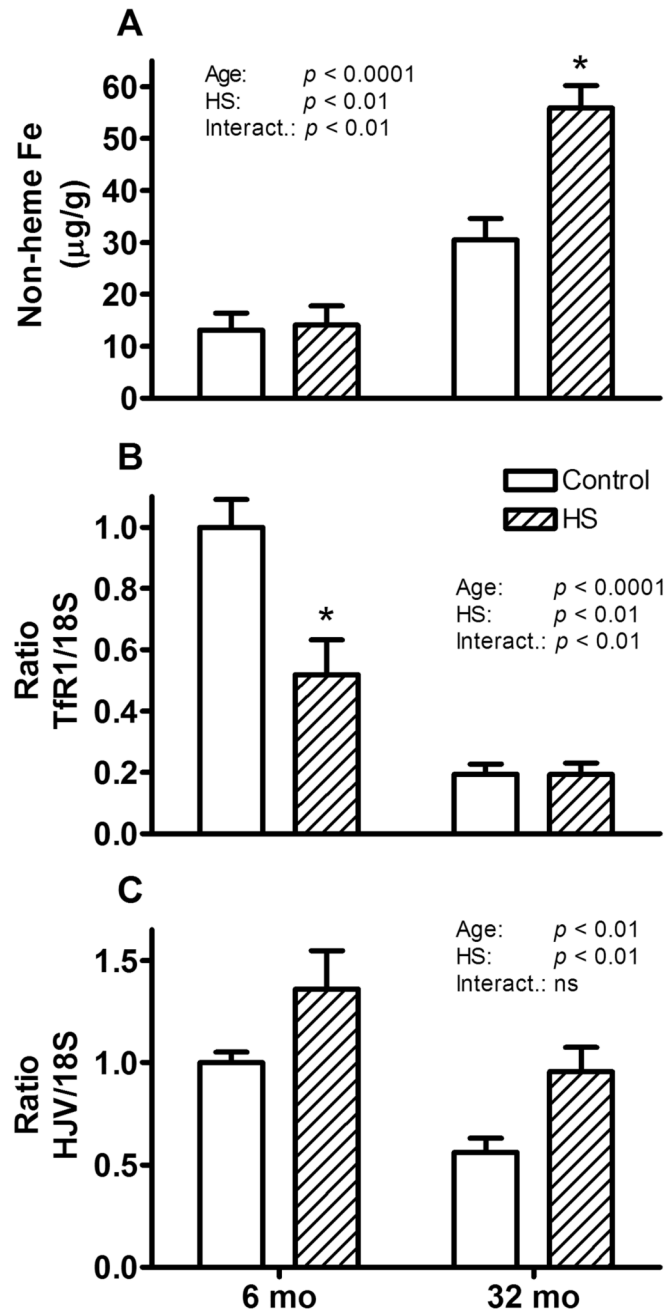 A
Non-heme Fe
(µg/g)
60
50
40
30
20
10
0
Age: p < 0.0001
HS: p < 0.01
Interact.: p < 0.01
*
B
Ratio
TfR1/18S
1.0
0.8
0.6
0.4
0.2
0.0
*
Control
HS
Age: p < 0.0001
HS: p < 0.01
Interact.: p < 0.01
C
Ratio
HJV/18S
1.5
1.0
0.5
0.0
Age: p < 0.01
HS: p < 0.01
Interact.: ns
6 mo
32 mo